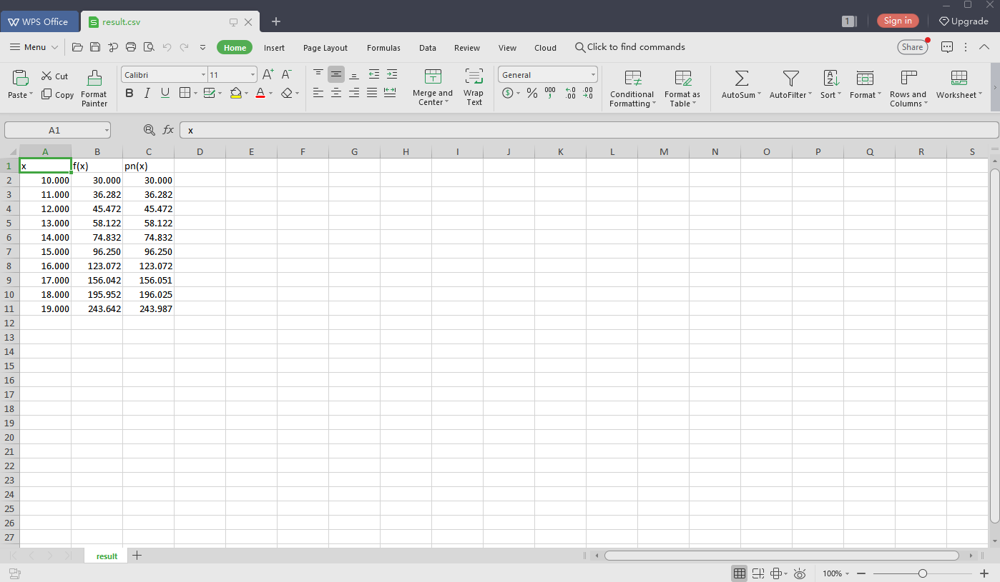 WPS Office result.csv 1 Sign in Upgrade
Menu Home Insert Page Layout Formulas Data Review View Cloud Click to find commands Share
Paste Cut Copy Format Painter Calibri 11 Merge and Center Wrap Text General Conditional Formatting Format as Table AutoSum AutoFilter Sort Format Rows and Columns Worksheet
A1 fx x
A B C D E F G H I J K L M N O P Q R S
1 x f(x) pn(x)
2 10.000 30.000 30.000
3 11.000 36.282 36.282
4 12.000 45.472 45.472
5 13.000 58.122 58.122
6 14.000 74.832 74.832
7 15.000 96.250 96.250
8 16.000 123.072 123.072
9 17.000 156.042 156.051
10 18.000 195.952 196.025
11 19.000 243.642 243.987
12
13
14
15
16
17
18
19
20
21
22
23
24
25
26
27
result
100%